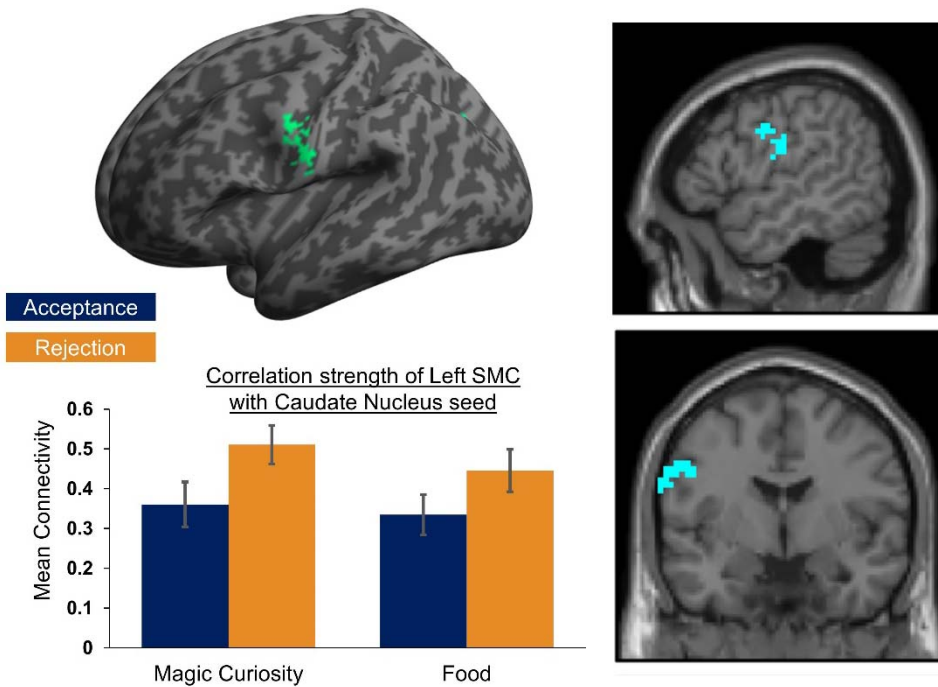 Acceptance
Rejection
Correlation strength of Left SMC
with Caudate Nucleus seed
Mean Connectivity
0.6
0.5
0.4
0.3
0.2
0.1
0
Magic Curiosity
Food